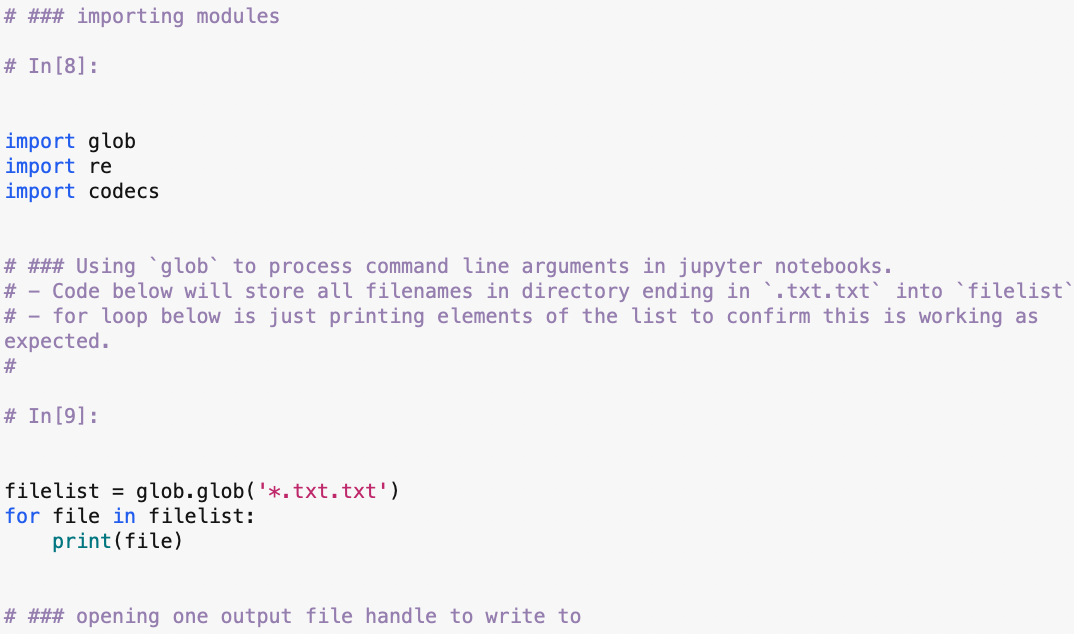 # ### importing modules
# In[8]:
import glob
import re
import codecs
# ### Using `glob` to process command line arguments in jupyter notebooks.
# – Code below will store all filenames in directory ending in `.txt.txt` into `filelist`
# – for loop below is just printing elements of the list to confirm this is working as
expected.
#
# In[9]:
filelist = glob.glob('*.txt.txt')
for file in filelist:
    print(file)
# ### opening one output file handle to write to